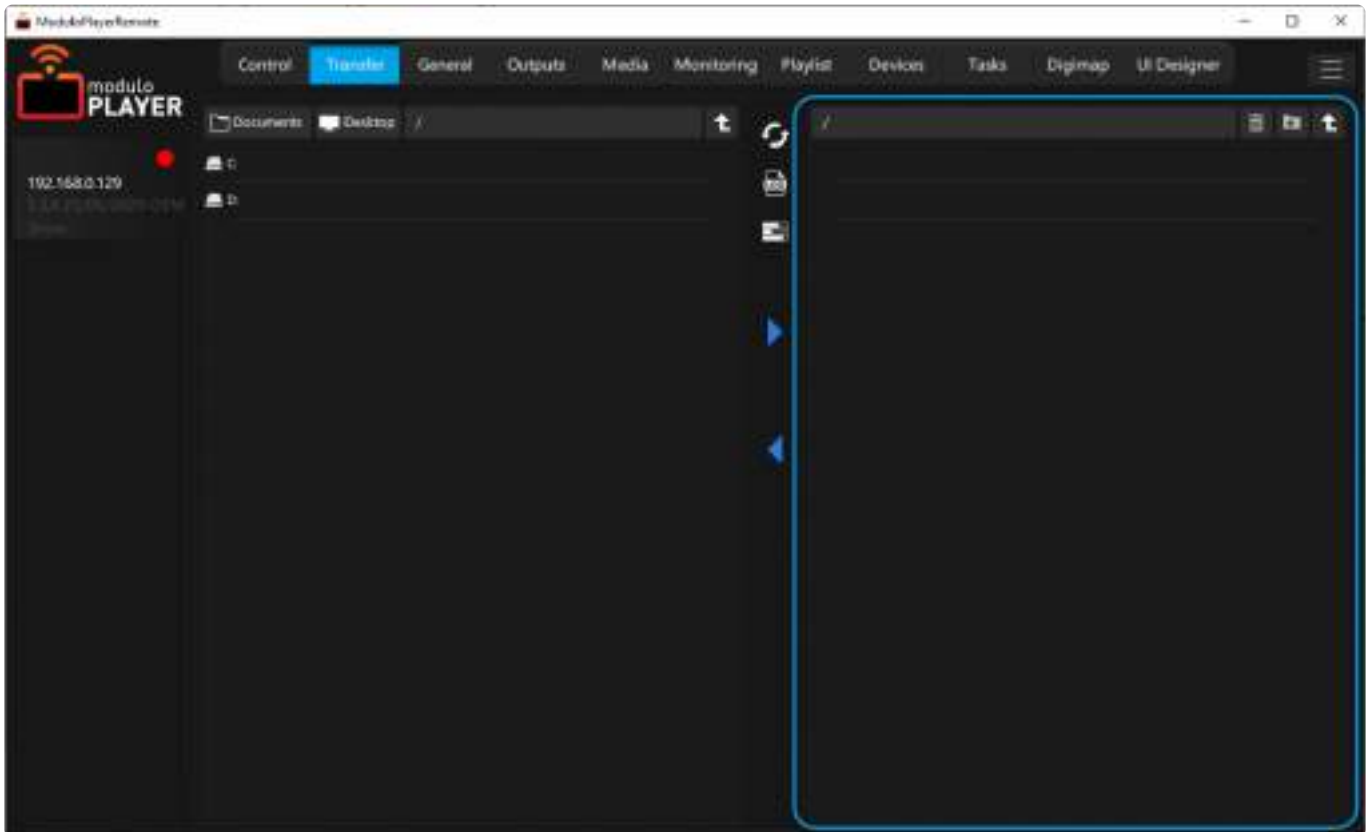 ModuloPlayerRemote
modulo
PLAYER
Control Transfer General Outputs Media Monitoring Playlist Devices Tasks Digimap UI Designer
Documents Desktop / /
192.168.0.129
C:
D: